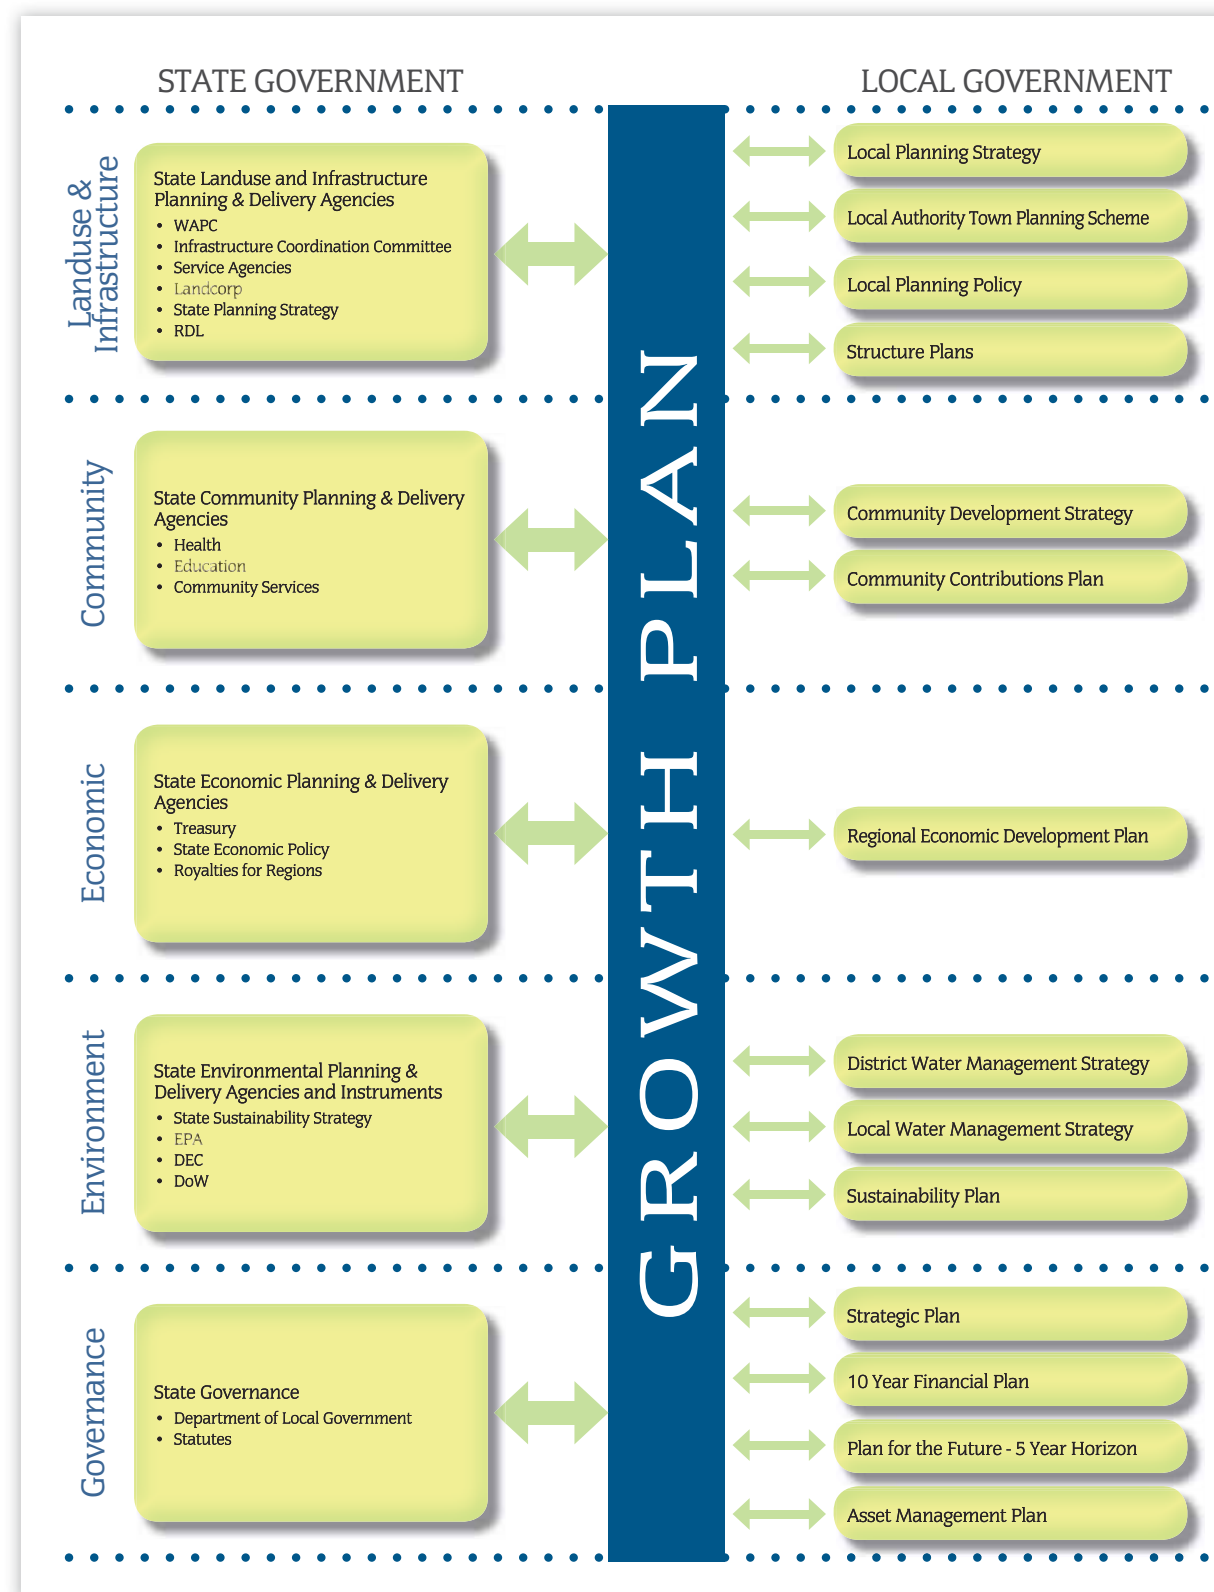 STATE GOVERNMENT
LOCAL GOVERNMENT
Landuse &
Infrastructure
State Landuse and Infrastructure
Planning & Delivery Agencies
• WAPC
• Infrastructure Coordination Committee
• Service Agencies
• Landcorp
• State Planning Strategy
• RDL
Local Planning Strategy
Local Authority Town Planning Scheme
Local Planning Policy
Structure Plans
GROWTH PLAN
Community
State Community Planning & Delivery
Agencies
• Health
• Education
• Community Services
Community Development Strategy
Community Contributions Plan
Economic
State Economic Planning & Delivery
Agencies
• Treasury
• State Economic Policy
• Royalties for Regions
Regional Economic Development Plan
Environment
State Environmental Planning &
Delivery Agencies and Instruments
• State Sustainability Strategy
• EPA
• DEC
• DoW
District Water Management Strategy
Local Water Management Strategy
Sustainability Plan
Governance
State Governance
• Department of Local Government
• Statutes
Strategic Plan
10 Year Financial Plan
Plan for the Future - 5 Year Horizon
Asset Management Plan